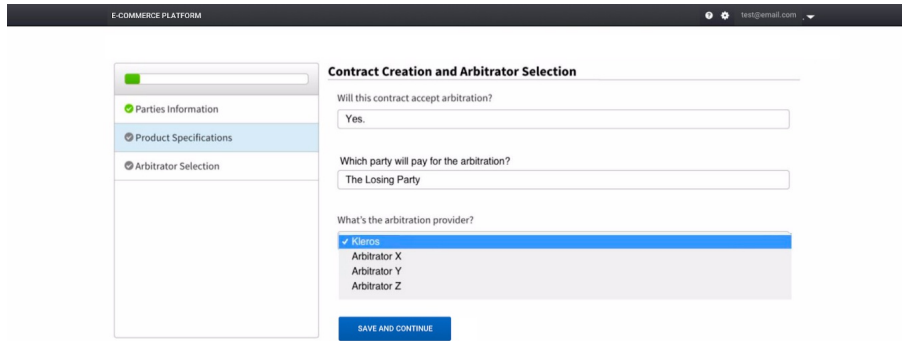 E-COMMERCE PLATFORM
test@email.com
Parties Information
Product Specifications
Arbitrator Selection
Contract Creation and Arbitrator Selection
Will this contract accept arbitration?
Yes.
Which party will pay for the arbitration?
The Losing Party
What's the arbitration provider?
✓ Kleros
Arbitrator X
Arbitrator Y
Arbitrator Z
SAVE AND CONTINUE